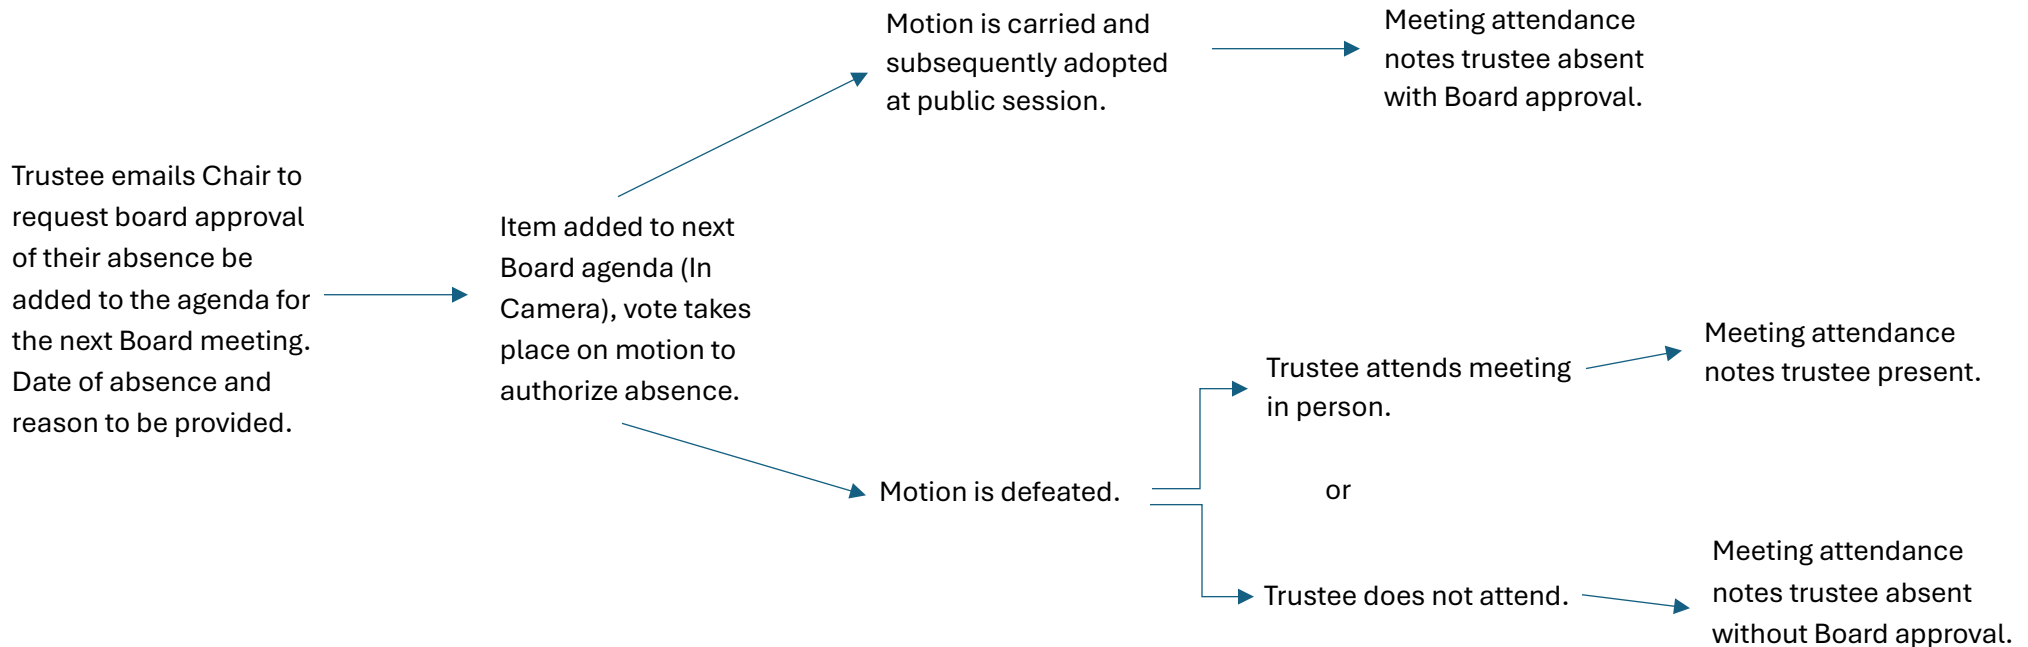 Trustee emails Chair to
request board approval
of their absence be
added to the agenda for
the next Board meeting.
Date of absence and
reason to be provided.
Item added to next
Board agenda (In
Camera), vote takes
place on motion to
authorize absence.
Motion is carried and
subsequently adopted
at public session.
Meeting attendance
notes trustee absent
with Board approval.
Motion is defeated.
Trustee attends meeting
in person.
Meeting attendance
notes trustee present.
or
Trustee does not attend.
Meeting attendance
notes trustee absent
without Board approval.